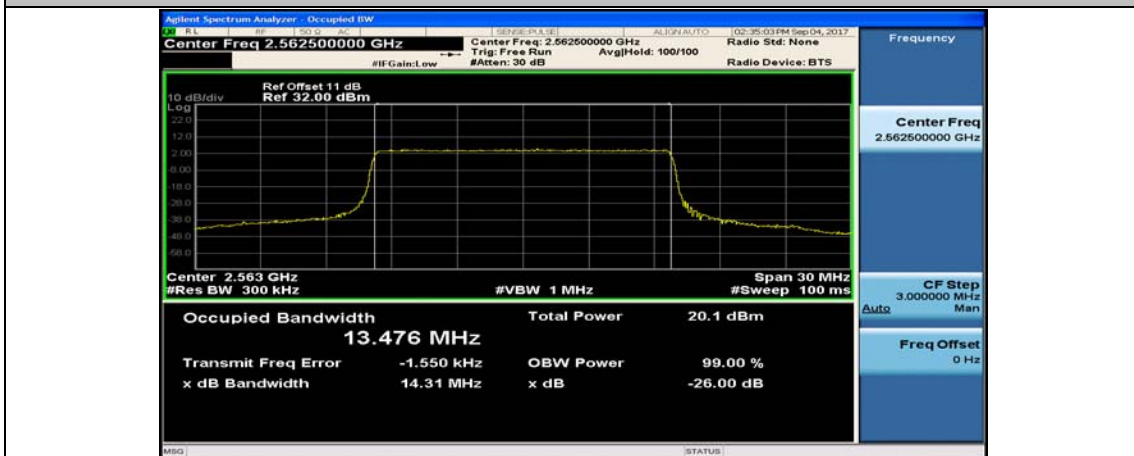 Agilent Spectrum Analyzer - Occupied BW
RL RF 50 Ω AC SENSE:PULSE ALIGN AUTO 02:35:03 PM Sep 04, 2017
Center Freq 2.562500000 GHz
Center Freq: 2.562500000 GHz
Radio Std: None
Trig: Free Run Avg|Hold: 100/100
#IFGain:Low
#Atten: 30 dB
Radio Device: BTS
Ref Offset 11 dB
10 dB/div Ref 32.00 dBm
Log
22.0
12.0
2.00
-8.00
-18.0
-28.0
-38.0
-48.0
-58.0
Center 2.563 GHz
Span 30 MHz
#Res BW 300 kHz
#VBW 1 MHz
#Sweep 100 ms
Occupied Bandwidth
Total Power 20.1 dBm
13.476 MHz
Transmit Freq Error -1.550 kHz OBW Power 99.00 %
x dB Bandwidth 14.31 MHz x dB -26.00 dB
MSG
STATUS
Frequency
Center Freq
2.562500000 GHz
CF Step
3.000000 MHz
Auto Man
Freq Offset
0 Hz